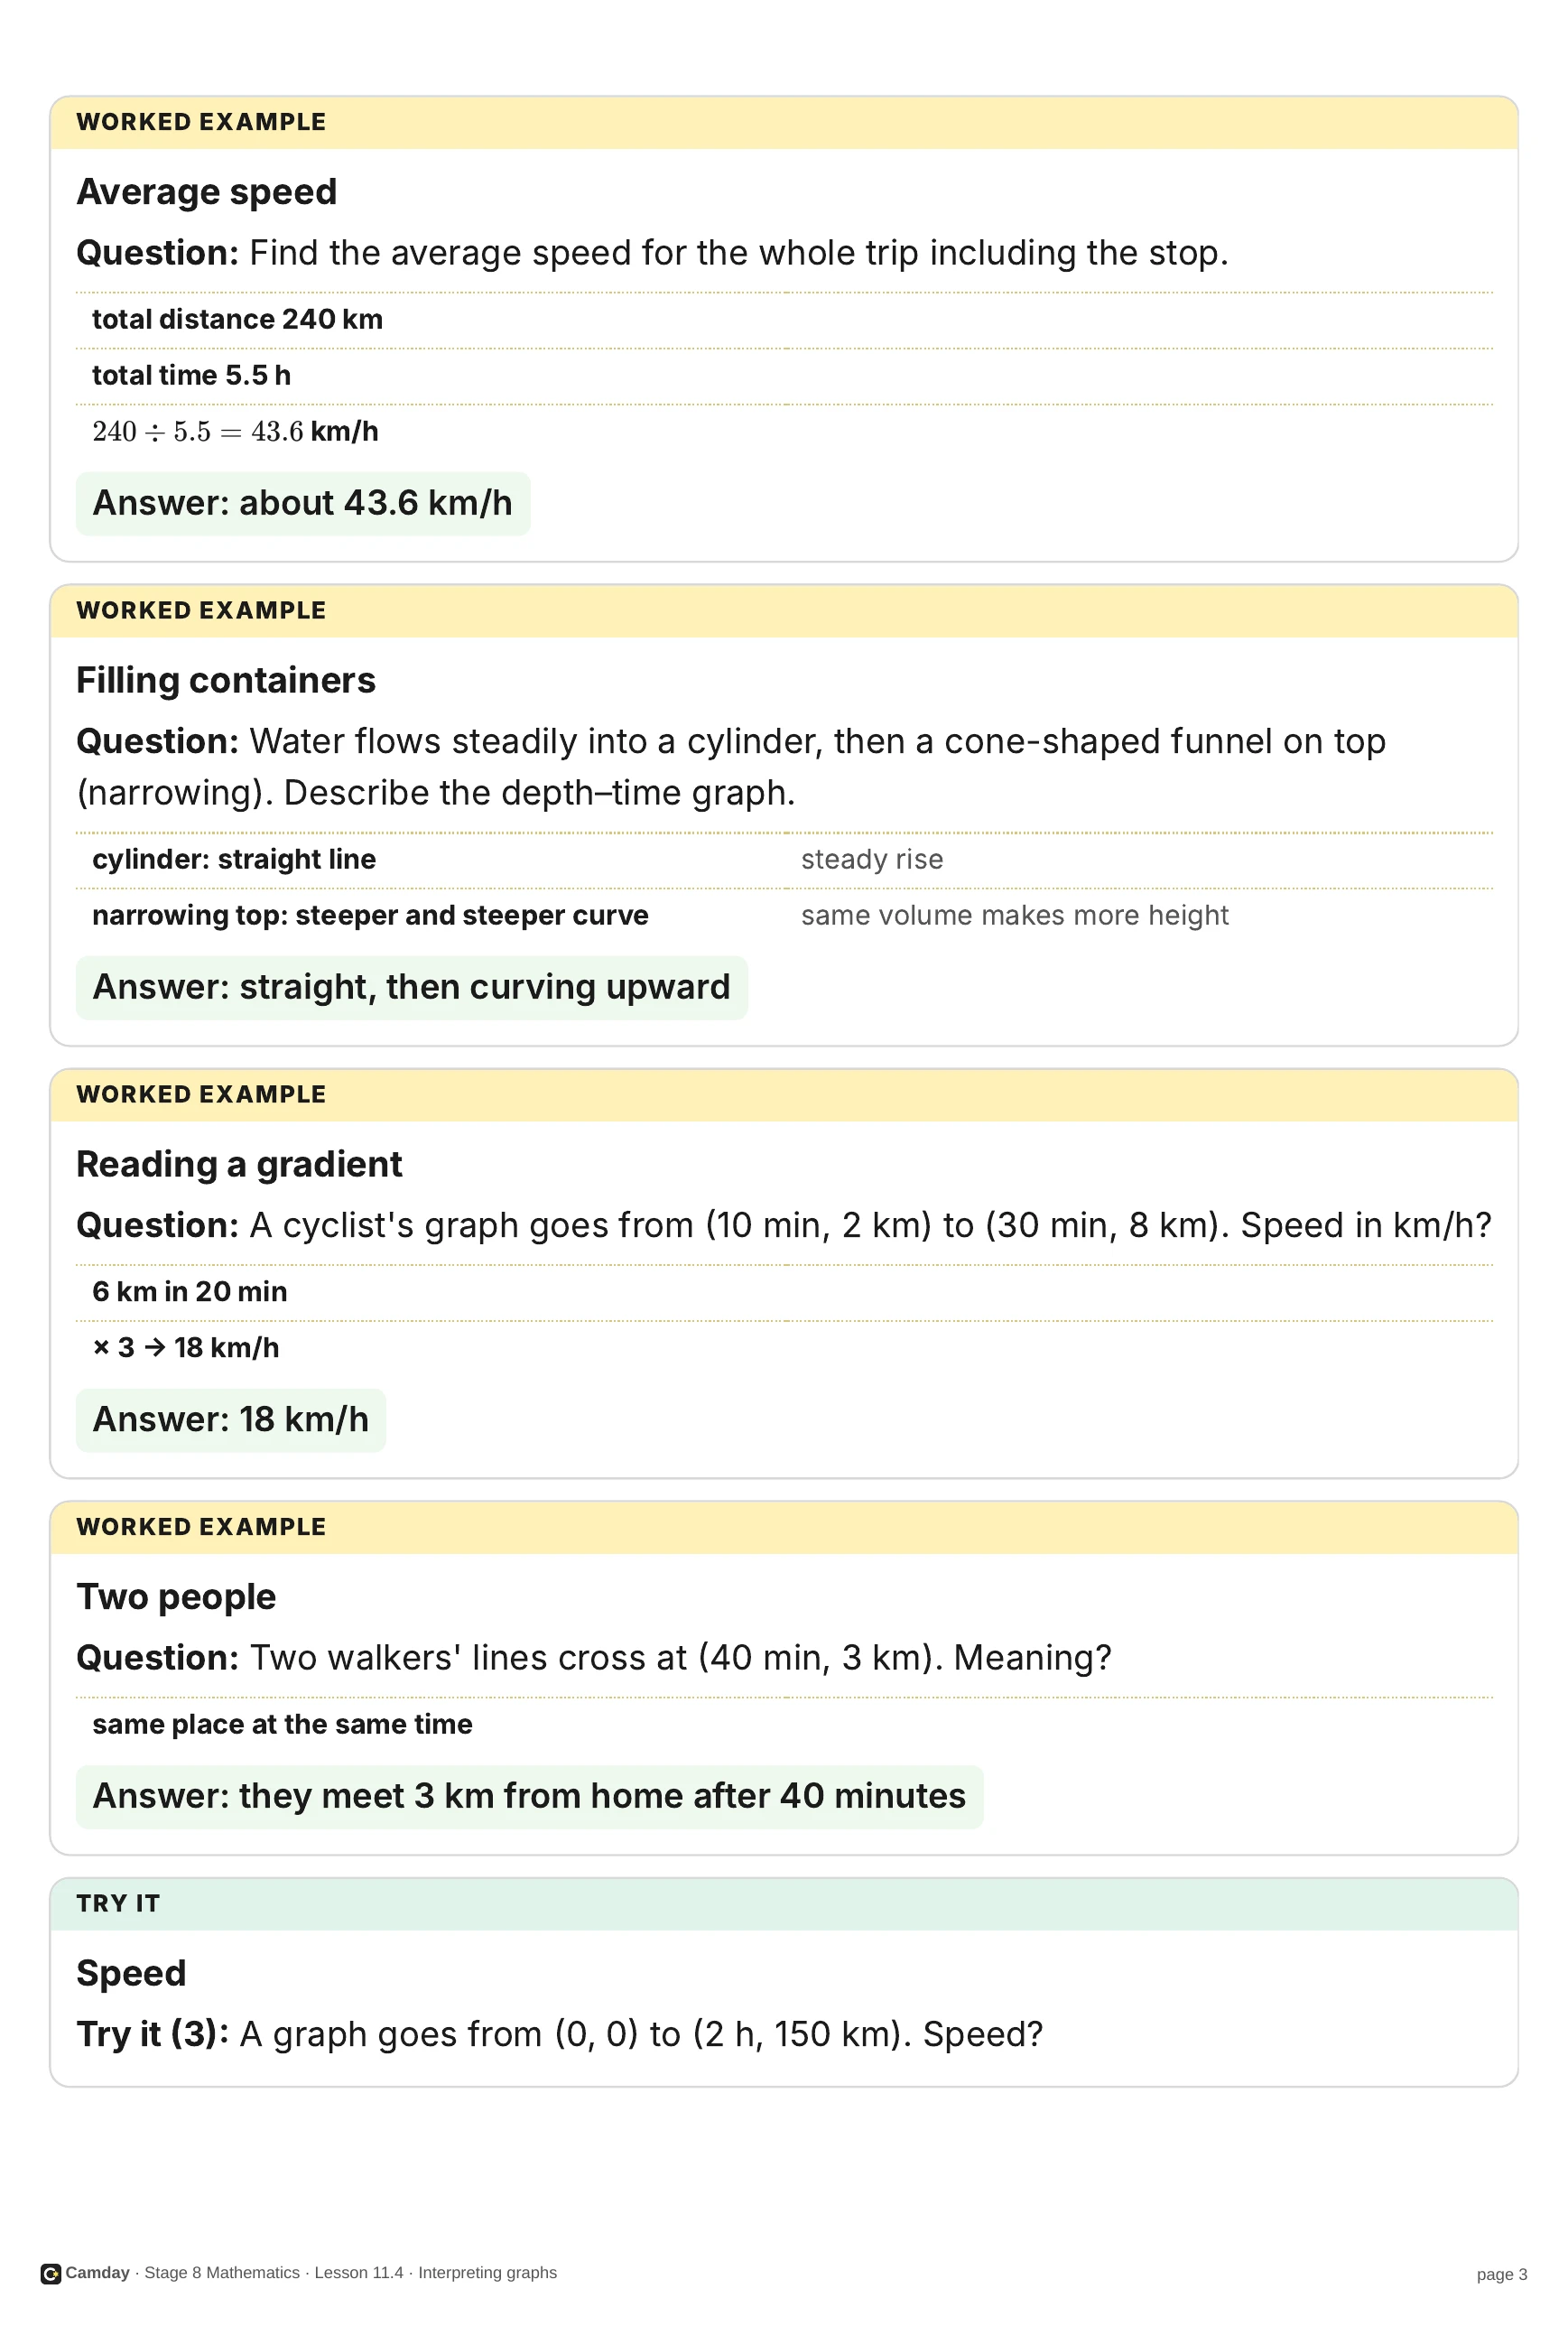 WORKED EXAMPLE
Average speed
Question: Find the average speed for the whole trip including the stop.
total distance 240 km
total time 5.5 h
240 ÷ 5.5 = 43.6 km/h
Answer: about 43.6 km/h
WORKED EXAMPLE
Filling containers
Question: Water flows steadily into a cylinder, then a cone-shaped funnel on top
(narrowing). Describe the depth–time graph.
cylinder: straight line steady rise
narrowing top: steeper and steeper curve same volume makes more height
Answer: straight, then curving upward
WORKED EXAMPLE
Reading a gradient
Question: A cyclist's graph goes from (10 min, 2 km) to (30 min, 8 km). Speed in km/h?
6 km in 20 min
× 3 → 18 km/h
Answer: 18 km/h
WORKED EXAMPLE
Two people
Question: Two walkers' lines cross at (40 min, 3 km). Meaning?
same place at the same time
Answer: they meet 3 km from home after 40 minutes
TRY IT
Speed
Try it (3): A graph goes from (0, 0) to (2 h, 150 km). Speed?
Camday · Stage 8 Mathematics · Lesson 11.4 · Interpreting graphs
page 3